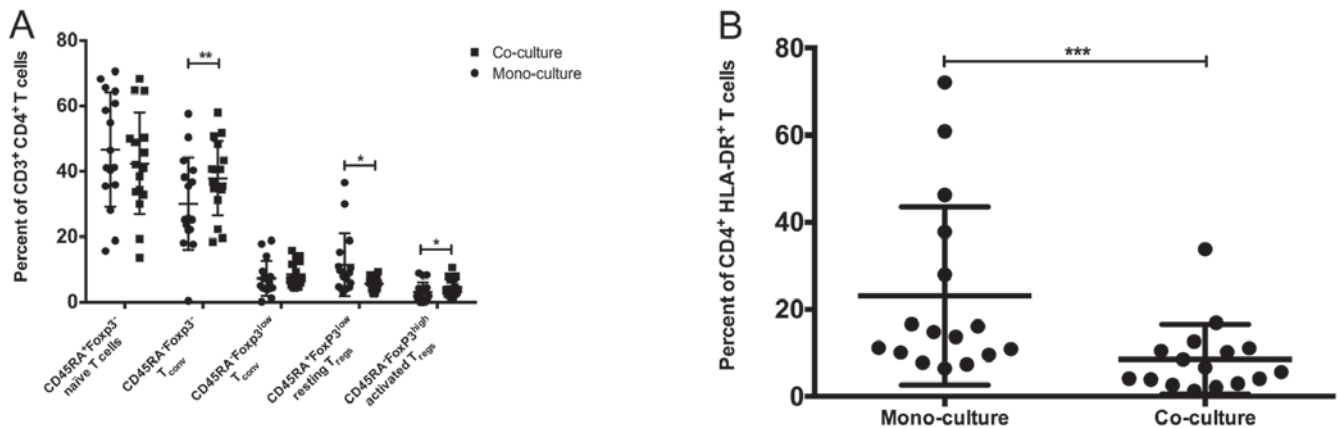 A
Percent of CD3⁺ CD4⁺ T cells
80
60
40
20
0
**
*
*
Co-culture
Mono-culture
CD45RA⁺Foxp3⁻
naïve T cells
CD45RA⁻Foxp3⁻
Tconv
CD45RA⁻Foxp3low
Tconv
CD45RA⁺FoxP3low
resting Tregs
CD45RA⁻FoxP3high
activated Tregs
B
Percent of CD4⁺ HLA-DR⁺ T cells
80
60
40
20
0
***
Mono-culture
Co-culture